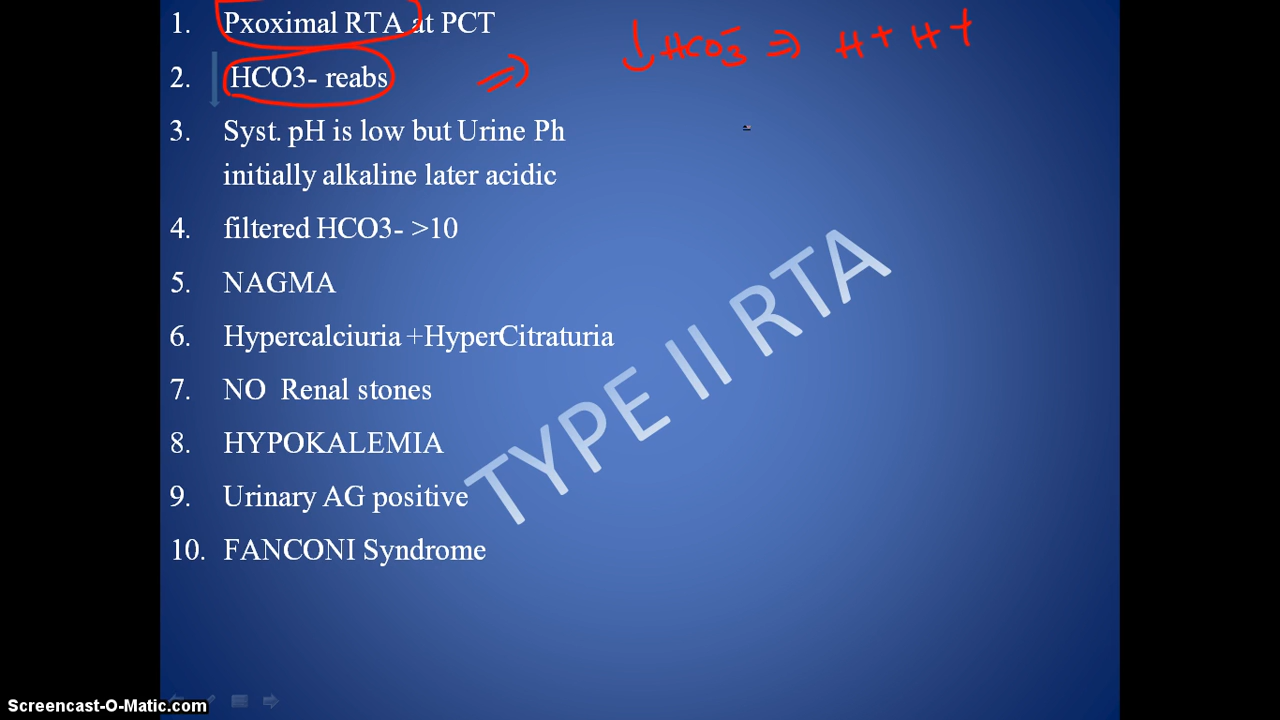 1. Pxoximal RTA at PCT
↓HCO3- ⇒ H+ H+
2. HCO3- reabs ⇒
3. Syst. pH is low but Urine Ph
initially alkaline later acidic
4. filtered HCO3- >10
5. NAGMA
6. Hypercalciuria +HyperCitraturia
7. NO Renal stones
8. HYPOKALEMIA
9. Urinary AG positive
10. FANCONI Syndrome
TYPE II RTA
Screencast-O-Matic.com